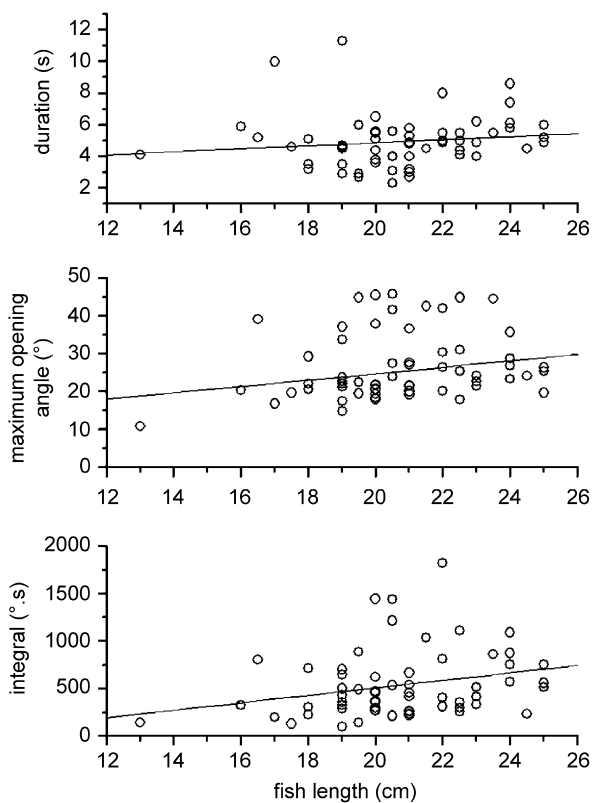 duration (s)
12
10
8
6
4
2
12 14 16 18 20 22 24 26
maximum opening
angle (°)
50
40
30
20
10
0
12 14 16 18 20 22 24 26
integral (°.s)
2000
1500
1000
500
0
12 14 16 18 20 22 24 26
fish length (cm)